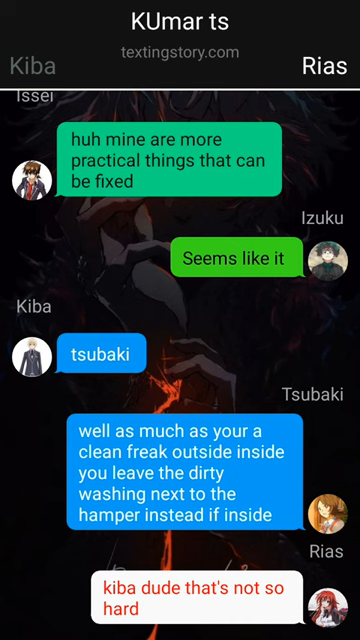 KUmar ts
textingstory.com
Kiba
Rias
Issei
huh mine are more
practical things that can
be fixed
Izuku
Seems like it
Kiba
tsubaki
Tsubaki
well as much as your a
clean freak outside inside
you leave the dirty
washing next to the
hamper instead if inside
Rias
kiba dude that's not so
hard